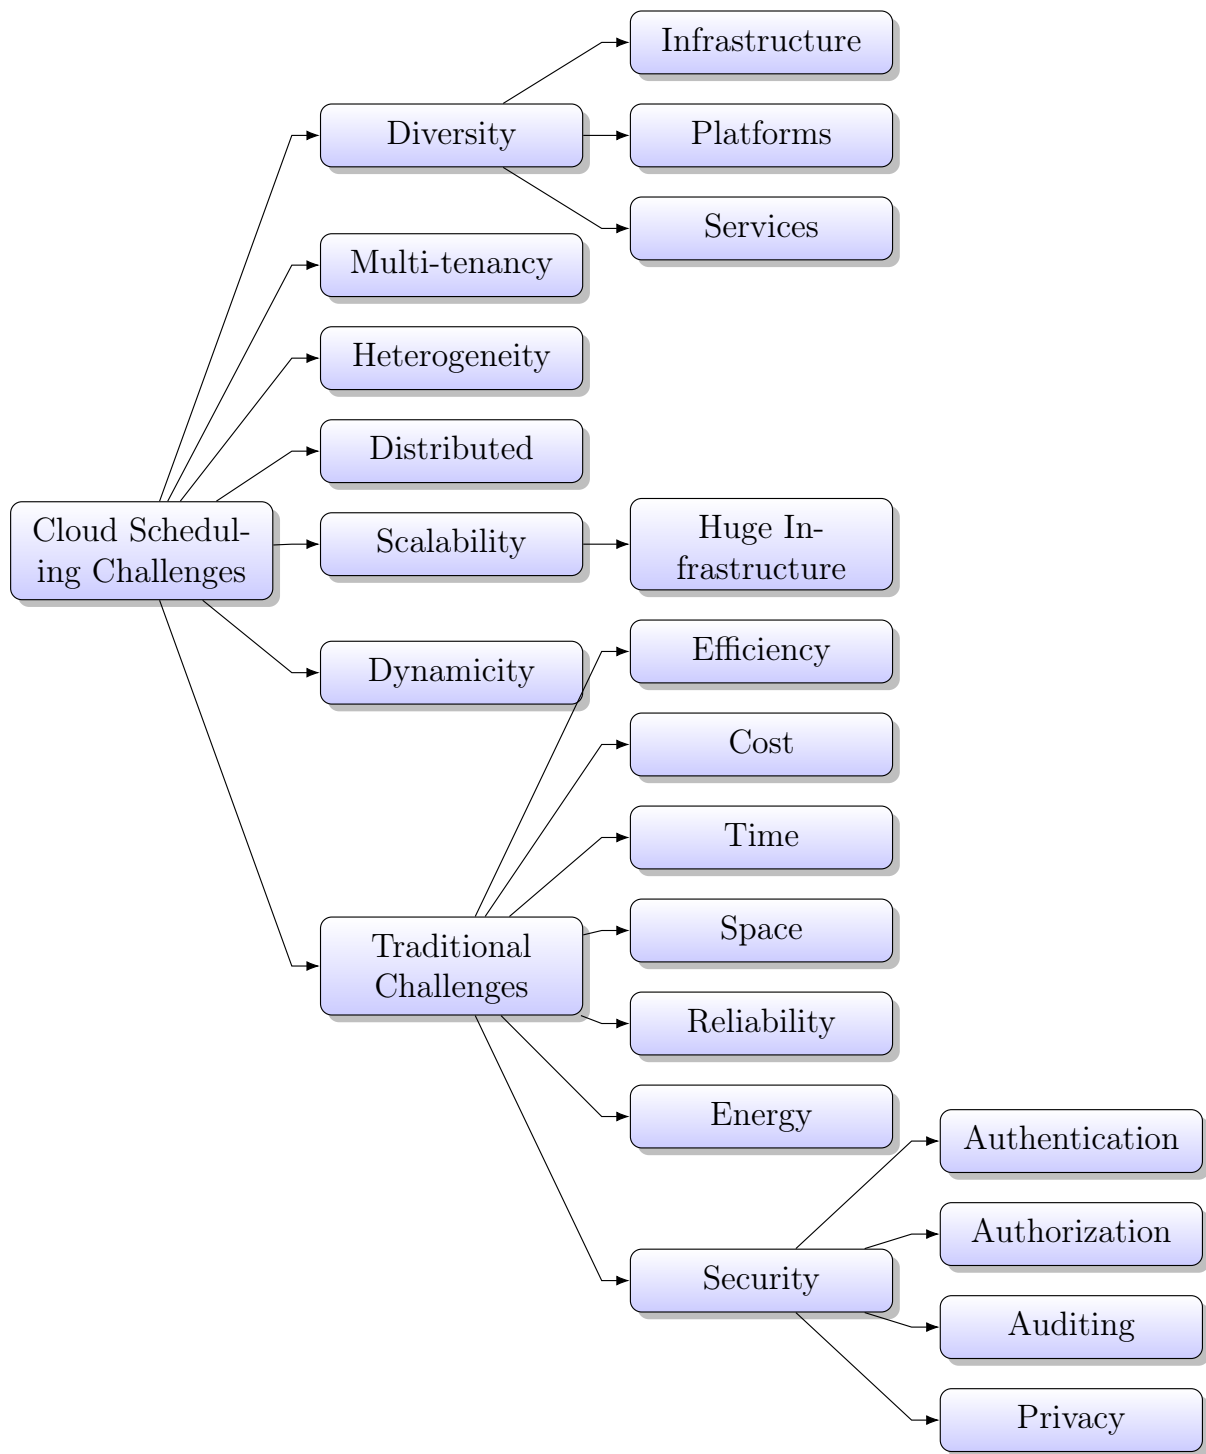 Infrastructure
Diversity
Platforms
Services
Multi-tenancy
Heterogeneity
Distributed
Cloud Schedul-
ing Challenges
Scalability
Huge In-
frastructure
Dynamicity
Efficiency
Cost
Time
Traditional
Challenges
Space
Reliability
Energy
Security
Authentication
Authorization
Auditing
Privacy